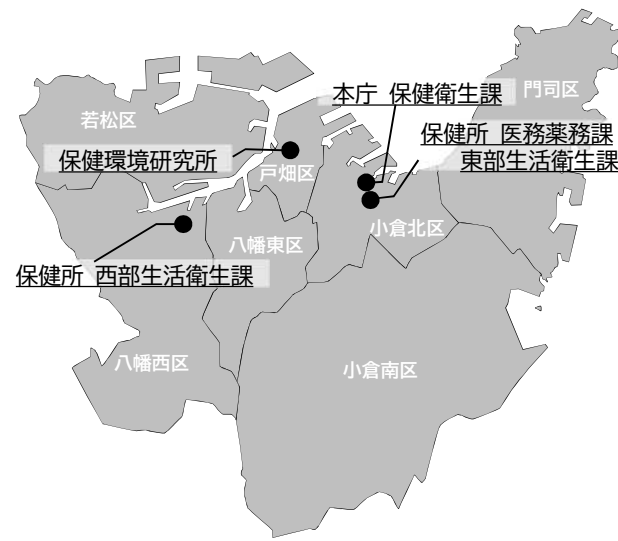 本庁 保健衛生課
門司区
若松区
保健所 医務薬務課
東部生活衛生課
保健環境研究所
戸畑区
小倉北区
八幡東区
保健所 西部生活衛生課
八幡西区
小倉南区